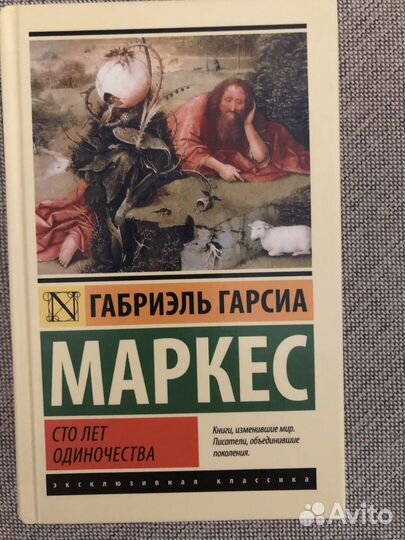 N
ГАБРИЭЛЬ ГАРСИА
МАРКЕС
СТО ЛЕТ
ОДИНОЧЕСТВА
Книги, изменившие мир.
Писатели, объединившие
поколения.
эксклюзивная классика
Avito